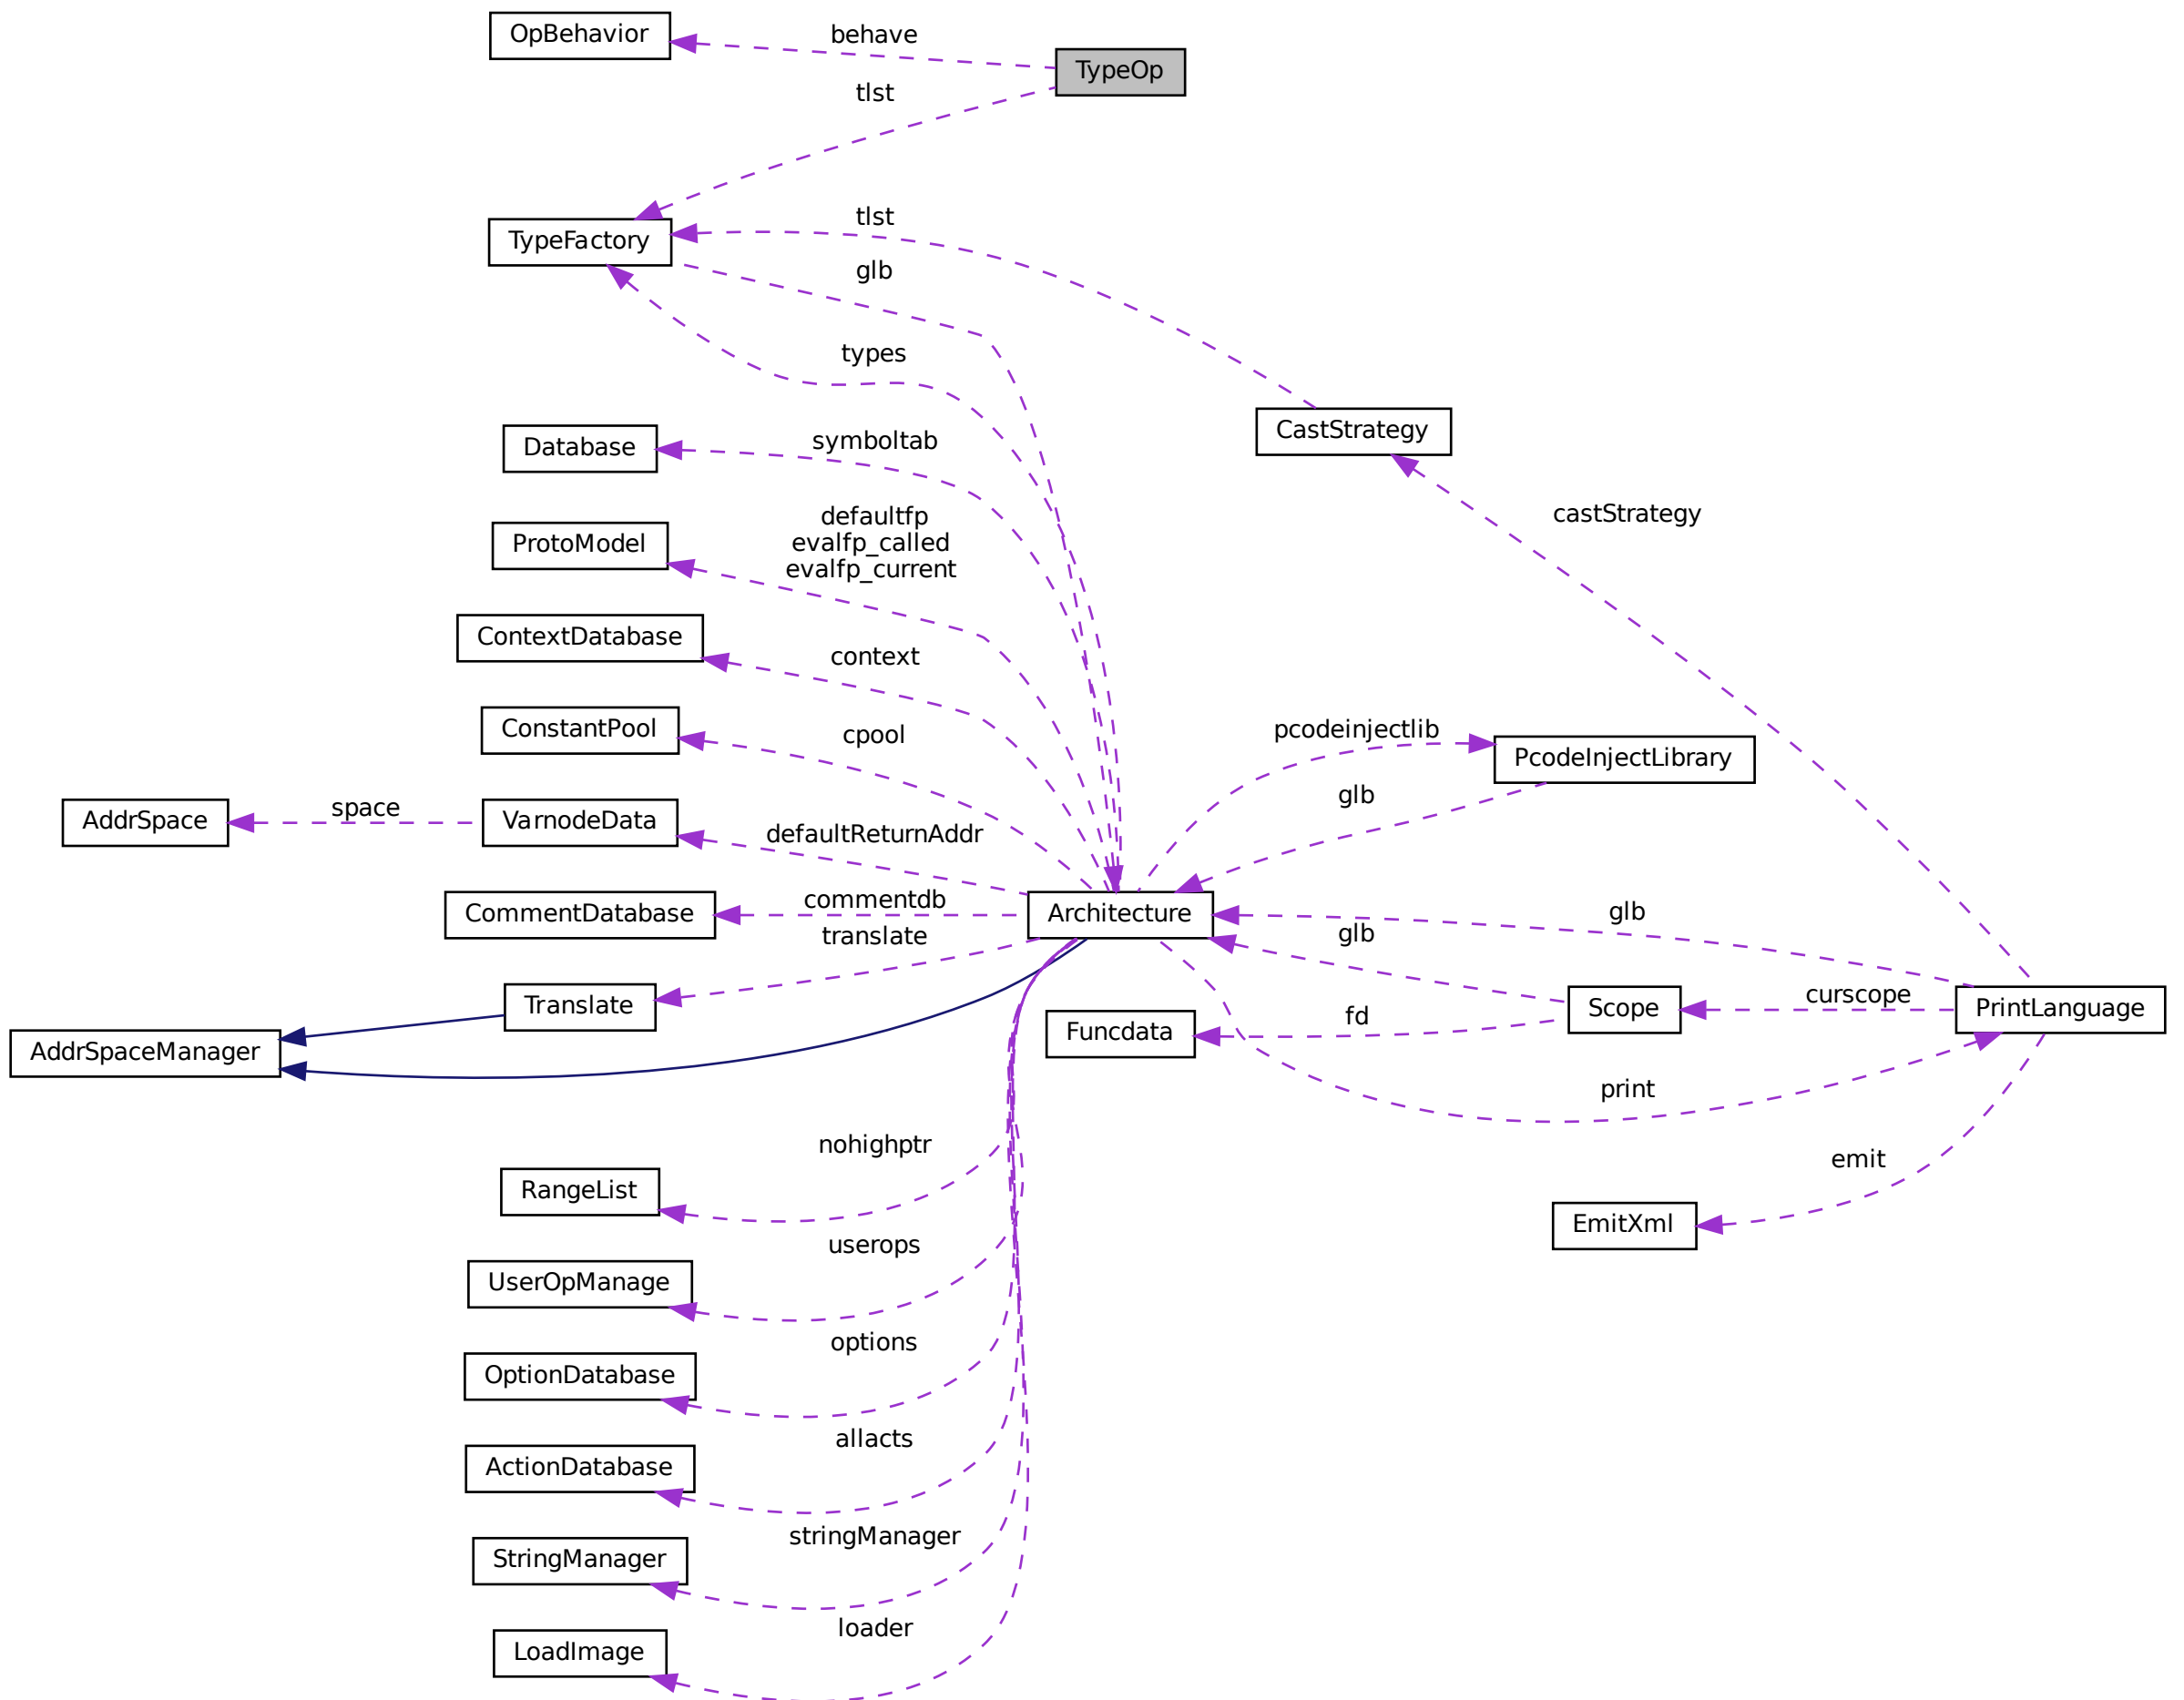 OpBehavior
behave
TypeOp
tlst
TypeFactory
tlst
glb
types
CastStrategy
Database
symboltab
castStrategy
ProtoModel
defaultfp
evalfp_called
evalfp_current
ContextDatabase
context
ConstantPool
cpool
pcodeinjectlib
PcodeInjectLibrary
AddrSpace
space
VarnodeData
defaultReturnAddr
glb
CommentDatabase
commentdb
Architecture
glb
glb
translate
Translate
curscope
Scope
PrintLanguage
fd
Funcdata
AddrSpaceManager
print
nohighptr
emit
RangeList
EmitXml
userops
UserOpManage
options
OptionDatabase
allacts
ActionDatabase
stringManager
StringManager
loader
LoadImage